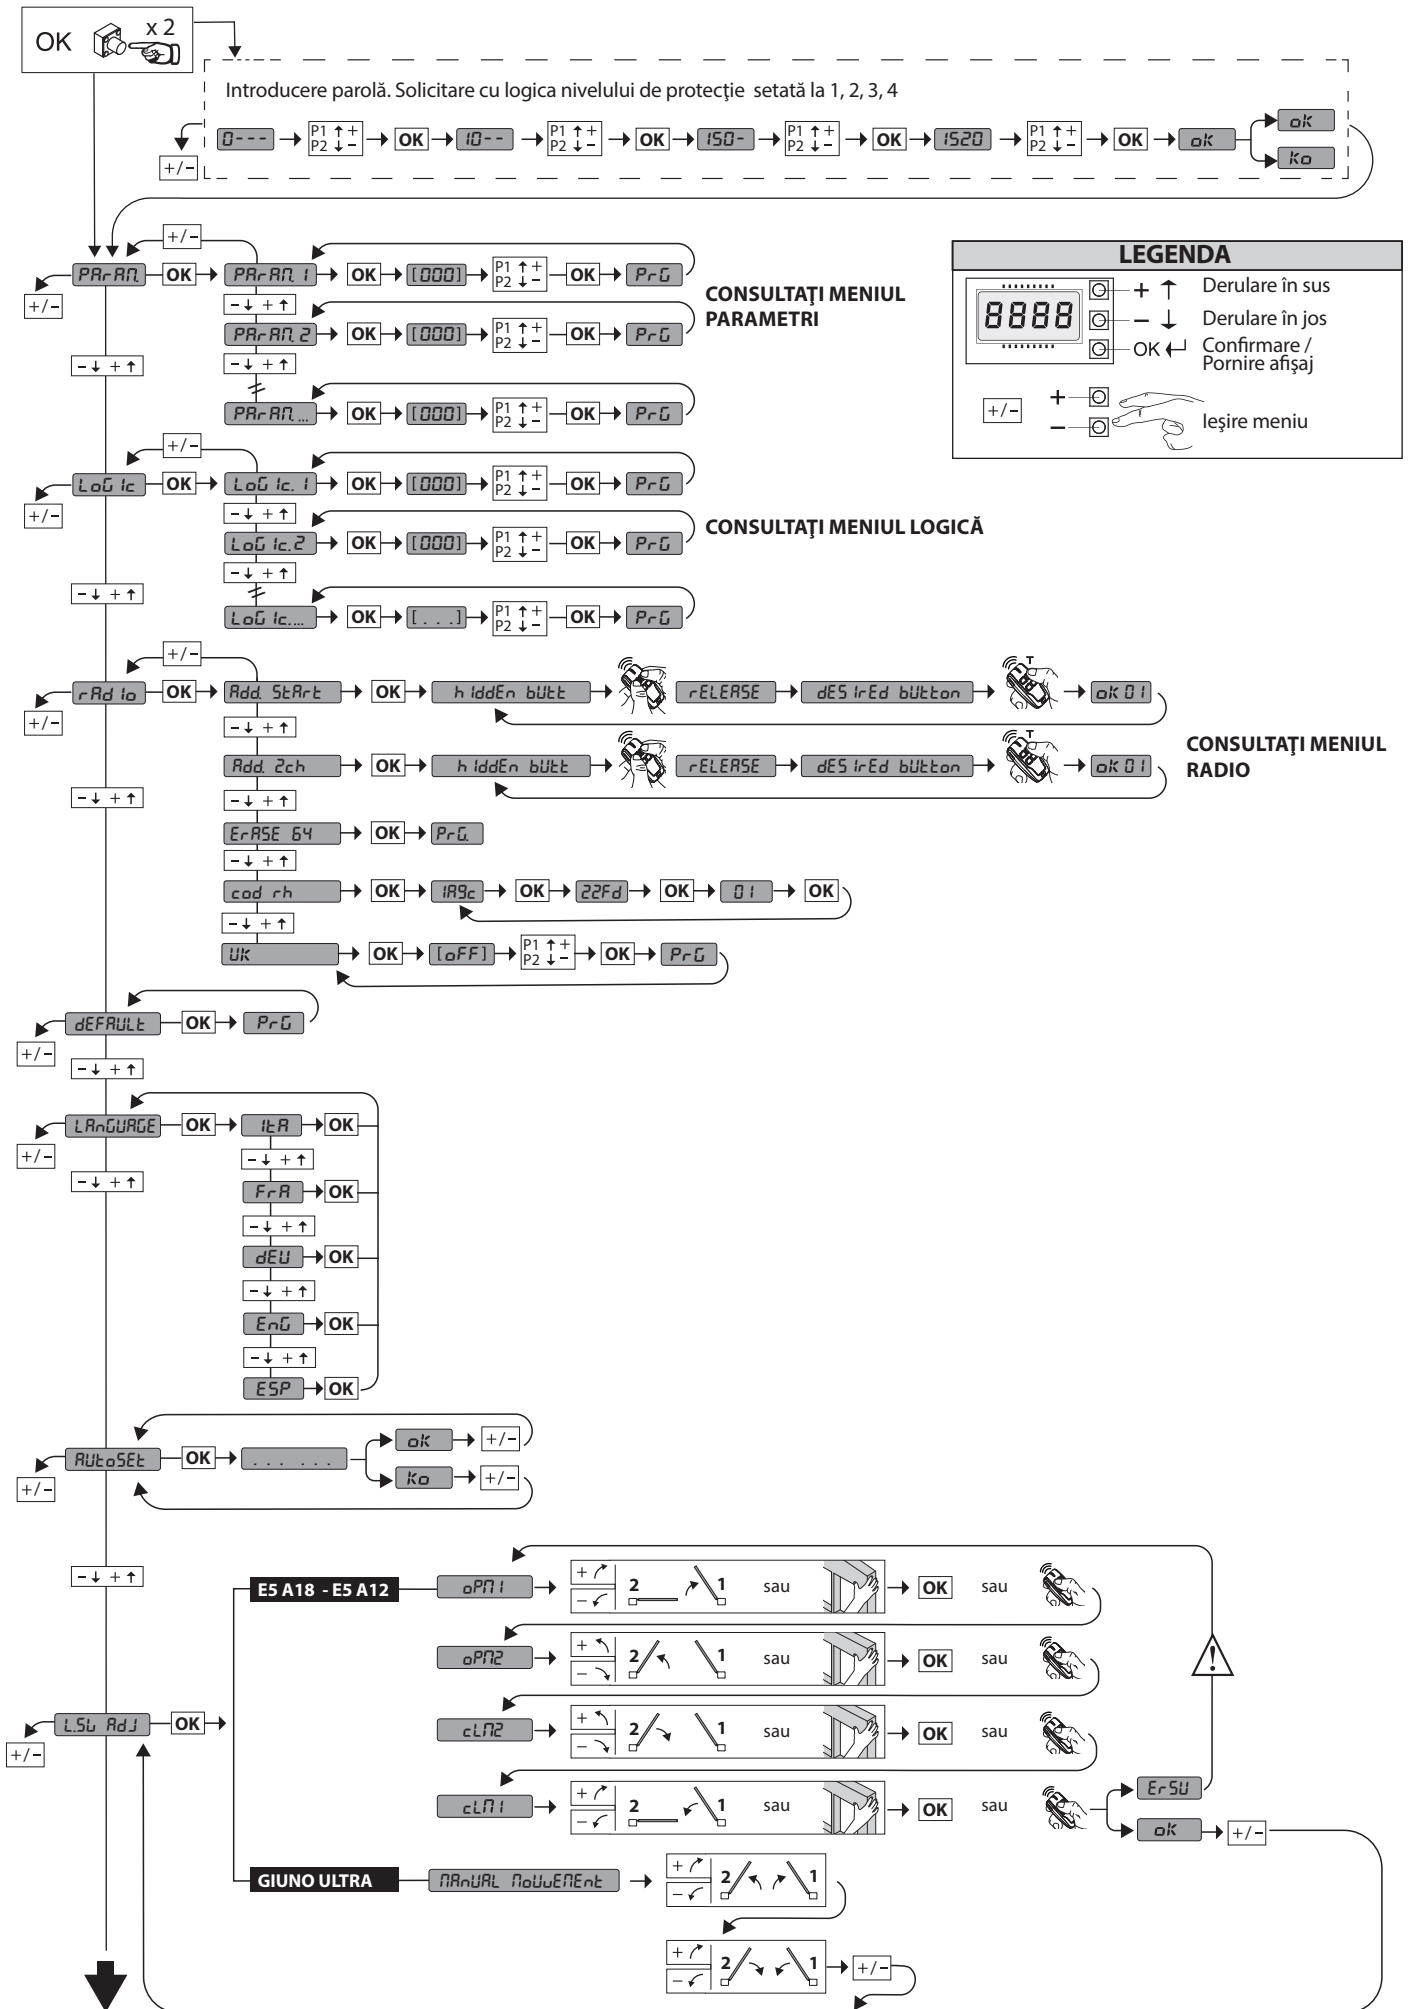 OK x 2
Introducere parolă. Solicitare cu logica nivelului de protecţie setată la 1, 2, 3, 4
0--- P1 ↑ + P2 ↓ − OK 10-- P1 ↑ + P2 ↓ − OK 150- P1 ↑ + P2 ↓ − OK 1520 P1 ↑ + P2 ↓ − OK oK oK
Ko
+/−
+/−
PArAM. OK PArAM. 1 OK [000] P1 ↑ + P2 ↓ − OK PrG
+/−
− ↓ + ↑
CONSULTAŢI MENIUL
PARAMETRI
PArAM. 2 OK [000] P1 ↑ + P2 ↓ − OK PrG
− ↓ + ↑
− ↓ + ↑
PArAM. ... OK [000] P1 ↑ + P2 ↓ − OK PrG
LEGENDA
8888
+ ↑ Derulare în sus
− ↓ Derulare în jos
OK Confirmare /
Pornire afişaj
+/− + − Ieşire meniu
+/−
LoGIc OK LoGIc. 1 OK [000] P1 ↑ + P2 ↓ − OK PrG
+/−
− ↓ + ↑
CONSULTAŢI MENIUL LOGICĂ
LoGIc.2 OK [000] P1 ↑ + P2 ↓ − OK PrG
− ↓ + ↑
− ↓ + ↑
LoGIc.... OK [. . .] P1 ↑ + P2 ↓ − OK PrG
+/−
rAdIo OK Add. StArt OK hIddEn bUtt rELEASE dESIrEd bUtton T oK 01
+/−
− ↓ + ↑
CONSULTAŢI MENIUL
RADIO
Add. 2ch OK hIddEn bUtt rELEASE dESIrEd bUtton T oK 01
− ↓ + ↑
− ↓ + ↑
ErASE 64 OK PrG.
− ↓ + ↑
cod rh OK 1A9c OK 22Fd OK 01 OK
− ↓ + ↑
UK OK [oFF] P1 ↑ + P2 ↓ − OK PrG
dEFAULt OK PrG
+/−
− ↓ + ↑
LAnGUAGE OK ItA OK
+/−
− ↓ + ↑
− ↓ + ↑
FrA OK
− ↓ + ↑
dEU OK
− ↓ + ↑
EnG OK
− ↓ + ↑
ESP OK
AUtoSEt OK . . . . . . oK +/−
Ko +/−
+/−
− ↓ + ↑
E5 A18 - E5 A12 oPM1 + − 2 1 sau OK sau
oPM2 + − 2 1 sau OK sau
L.Su AdJ OK cLM2 + − 2 1 sau OK sau
+/−
cLM1 + − 2 1 sau OK sau
!
ErSU
oK +/−
GIUNO ULTRA MAnUAL MoUvEMEnt + − 2 1
+ − 2 1 +/−